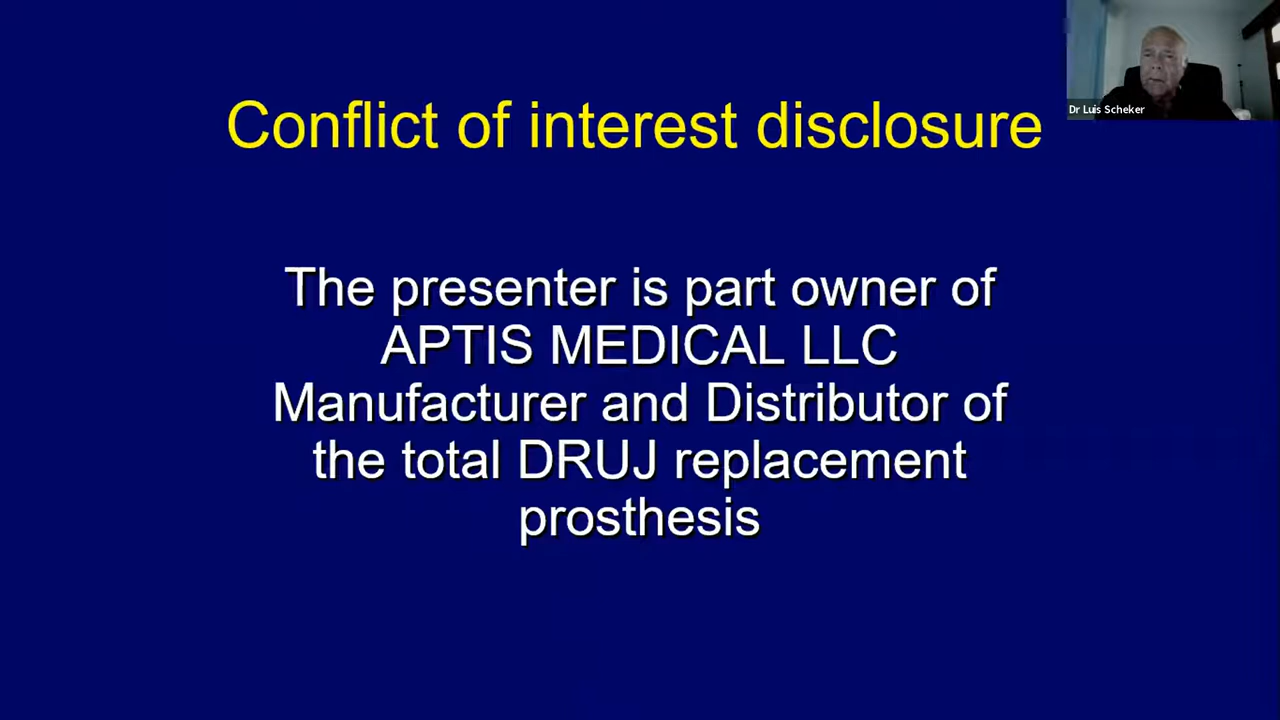 Conflict of interest disclosure
Dr Luis Scheker
The presenter is part owner of
APTIS MEDICAL LLC
Manufacturer and Distributor of
the total DRUJ replacement
prosthesis